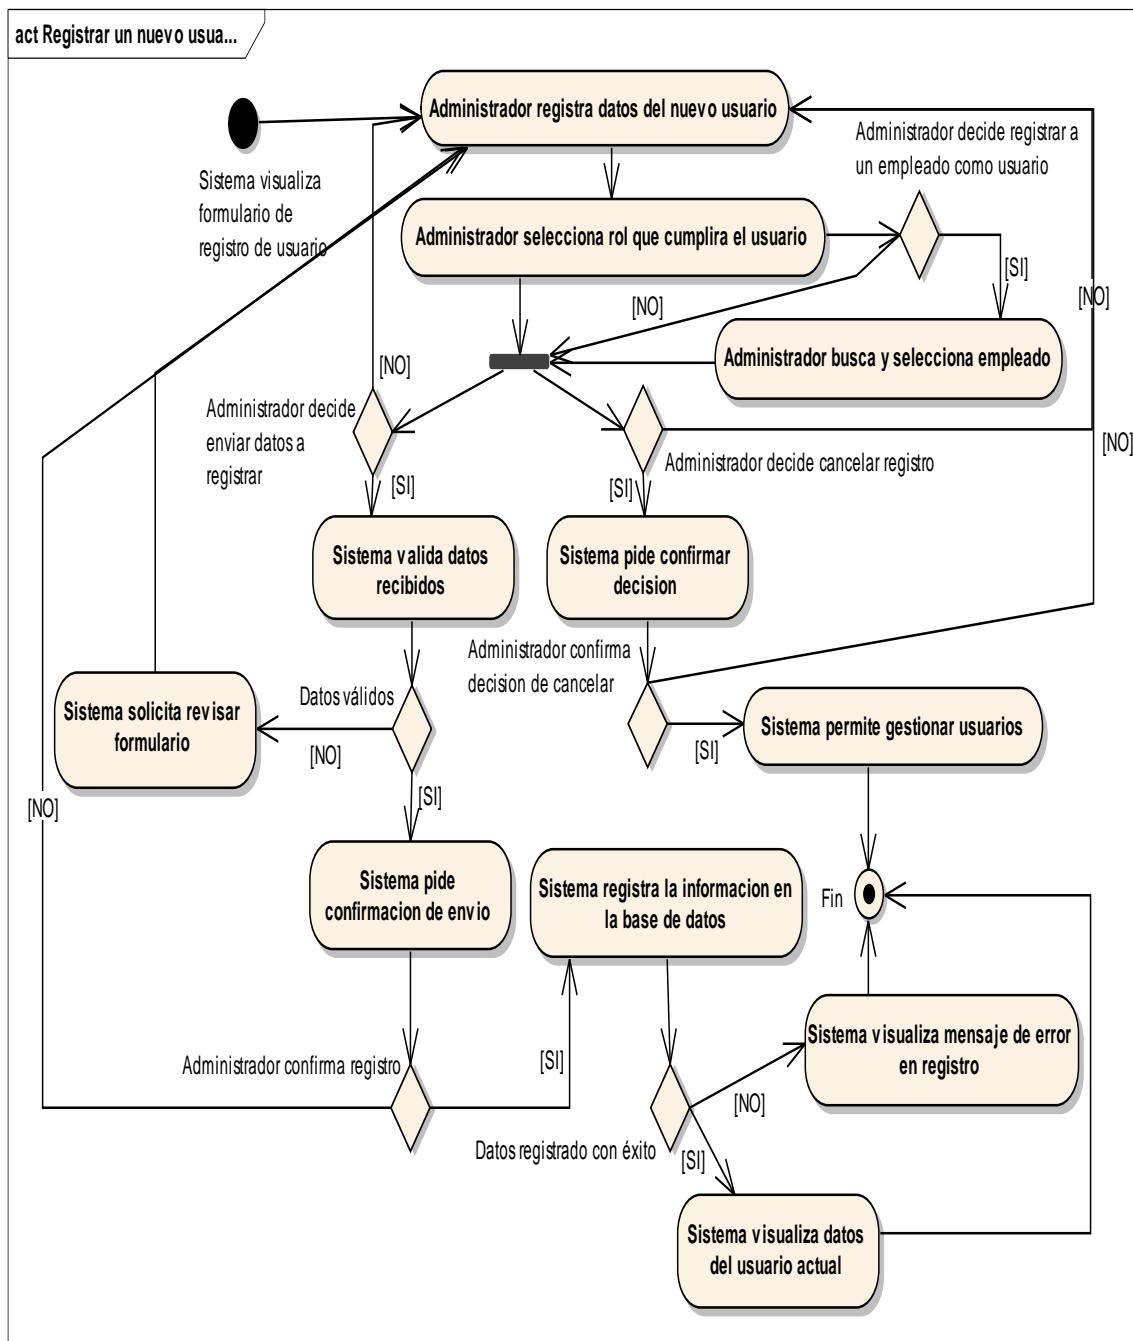 act Registrar un nuevo usua...
Administrador registra datos del nuevo usuario
Administrador decide registrar a
un empleado como usuario
Sistema visualiza
formulario de
registro de usuario
Administrador selecciona rol que cumplira el usuario
[SI]
[NO]
[NO]
Administrador busca y selecciona empleado
[NO]
Administrador decide
enviar datos a
registrar
[NO]
Administrador decide cancelar registro
[SI]
[SI]
Sistema valida datos
recibidos
Sistema pide confirmar
decision
Administrador confirma
decision de cancelar
Datos válidos
Sistema solicita revisar
formulario
[NO]
Sistema permite gestionar usuarios
[SI]
[NO]
[SI]
Sistema pide
confirmacion de envio
Sistema registra la informacion en
la base de datos
Fin
Sistema visualiza mensaje de error
en registro
Administrador confirma registro
[SI]
[NO]
Datos registrado con éxito
[SI]
Sistema visualiza datos
del usuario actual